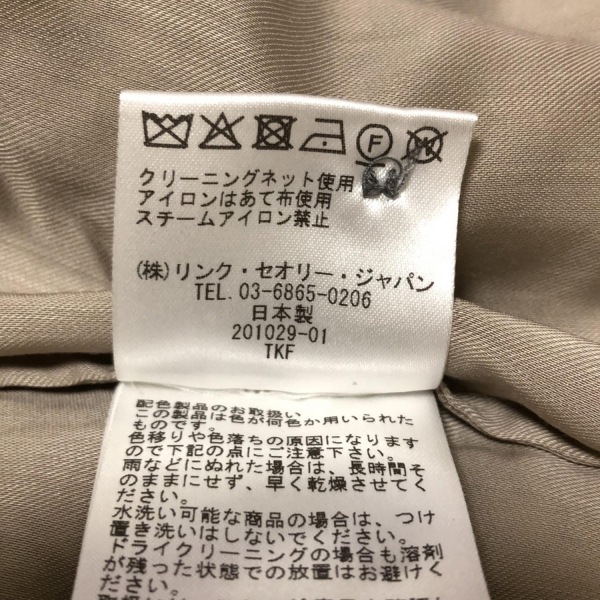 F W
クリーニングネット使用
アイロンはあて布使用
スチームアイロン禁止
(株)リンク・セオリー・ジャパン
TEL. 03-6865-0206
日本製
201029-01
TKF
配色製品のお取扱い
この製品は色が何色か用いられた
ものです。
色移りや色落ちの原因になります
ので下記の点にご注意下さい。
雨などにぬれた場合は、長時間そ
のままにせず、早く乾燥させてく
ださい。
水洗い可能な商品の場合は、つけ
置き洗いはしないでください。
ドライクリーニングの場合も溶剤
が残った状態での放置はお避けく
ださい。